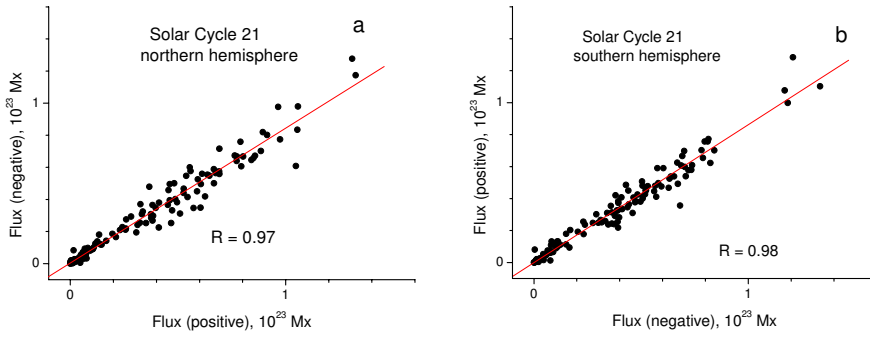 Solar Cycle 21
northern hemisphere
a
Flux (negative), 10^23 Mx
1
0
R = 0.97
0
1
Flux (positive), 10^23 Mx
Solar Cycle 21
southern hemisphere
b
Flux (positive), 10^23 Mx
1
0
R = 0.98
0
1
Flux (negative), 10^23 Mx